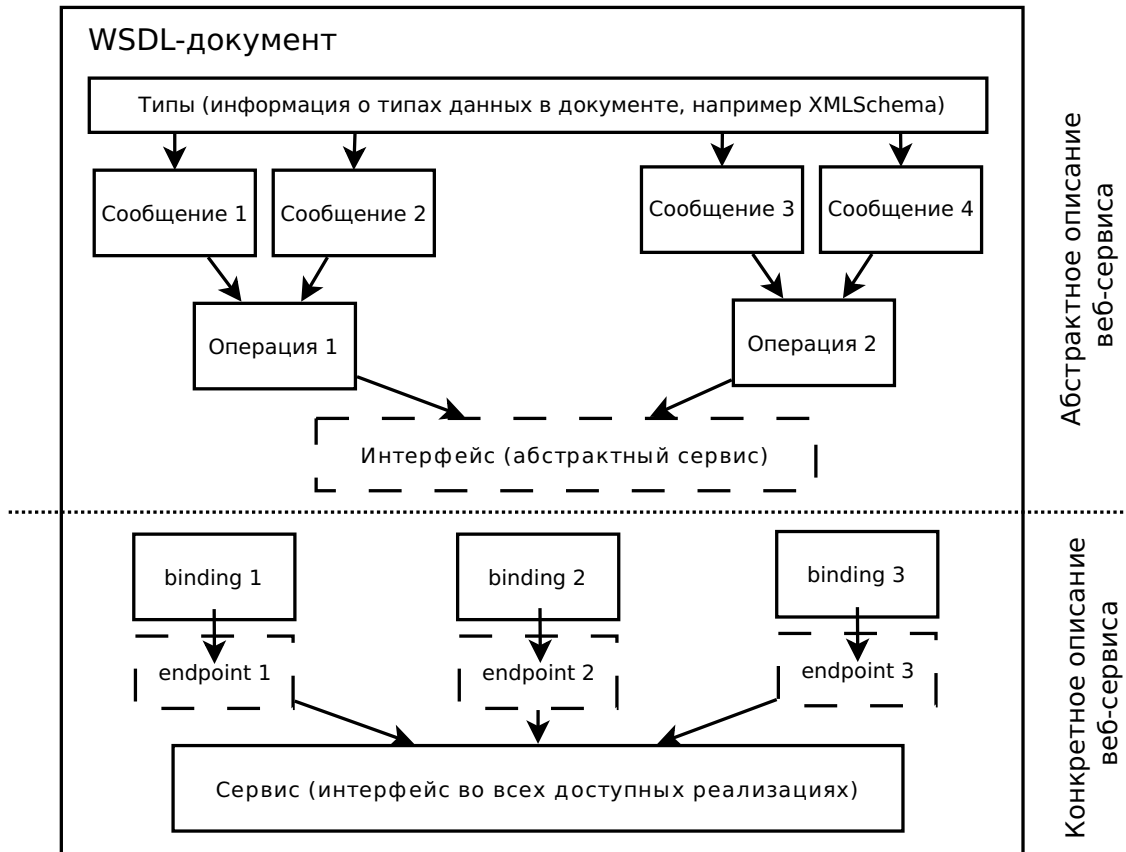 WSDL-документ
Типы (информация о типах данных в документе, например XMLSchema)
Сообщение 1
Сообщение 2
Сообщение 3
Сообщение 4
Операция 1
Операция 2
Интерфейс (абстрактный сервис)
Абстрактное описание
веб-сервиса
binding 1
binding 2
binding 3
endpoint 1
endpoint 2
endpoint 3
Сервис (интерфейс во всех доступных реализациях)
Конкретное описание
веб-сервиса